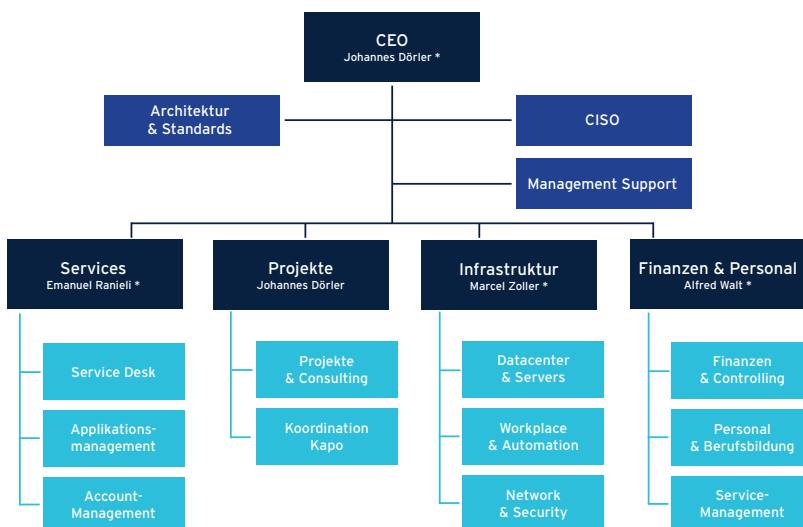 CEO
Johannes Dörler *
Architektur
& Standards
CISO
Management Support
Services
Emanuel Ranieli *
Projekte
Johannes Dörler
Infrastruktur
Marcel Zoller *
Finanzen & Personal
Alfred Walt *
Service Desk
Applikations-
management
Account-
Management
Projekte
& Consulting
Koordination
Kapo
Datacenter
& Servers
Workplace
& Automation
Network
& Security
Finanzen
& Controlling
Personal
& Berufsbildung
Service-
Management